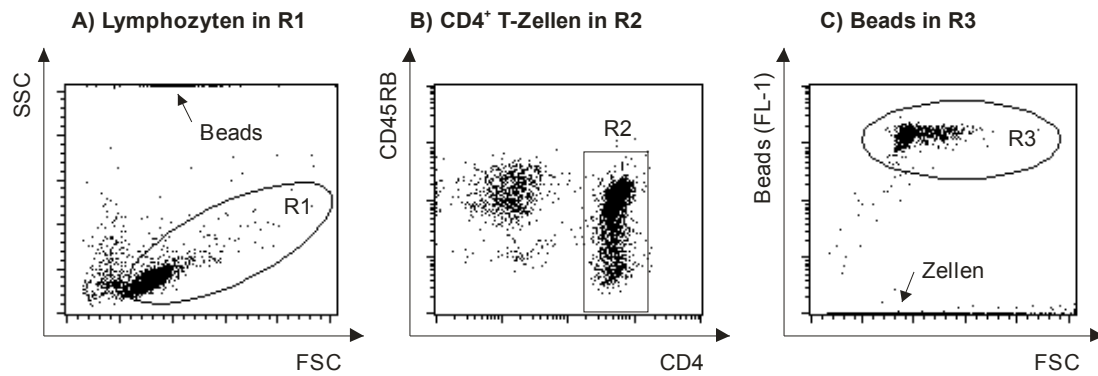 A) Lymphozyten in R1
SSC
Beads
R1
FSC
B) CD4⁺ T-Zellen in R2
CD45RB
R2
CD4
C) Beads in R3
Beads (FL-1)
R3
Zellen
FSC